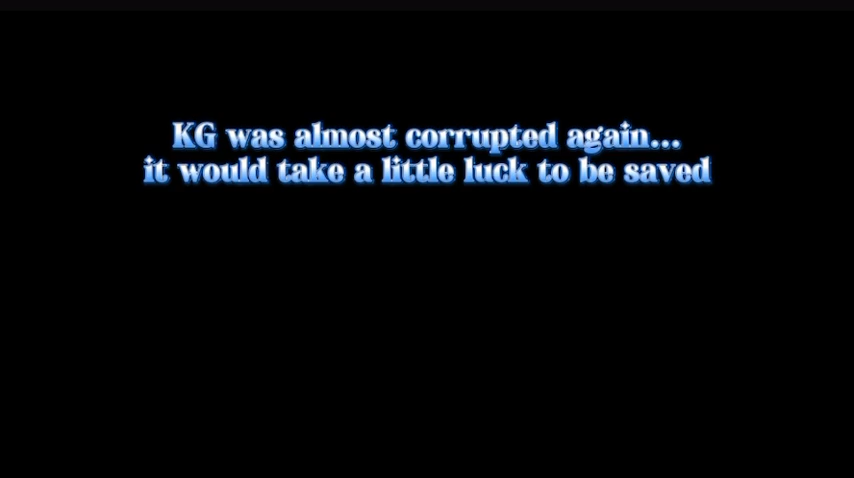 KG was almost corrupted again...
it would take a little luck to be saved